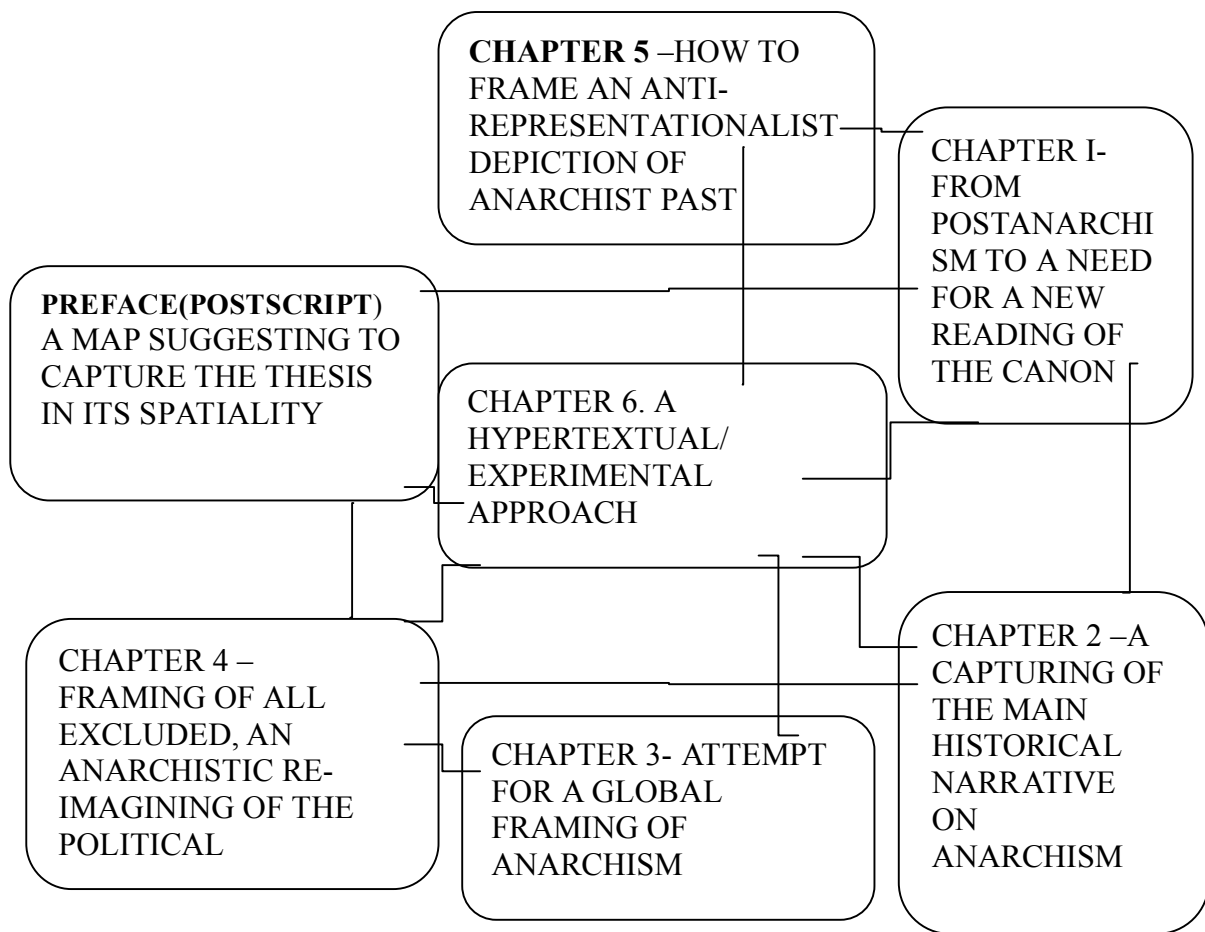 CHAPTER 5 –HOW TO
FRAME AN ANTI-
REPRESENTATIONALIST
DEPICTION OF
ANARCHIST PAST
CHAPTER I-
FROM
POSTANARCHI
SM TO A NEED
FOR A NEW
READING OF
THE CANON
PREFACE(POSTSCRIPT)
A MAP SUGGESTING TO
CAPTURE THE THESIS
IN ITS SPATIALITY
CHAPTER 6. A
HYPERTEXTUAL/
EXPERIMENTAL
APPROACH
CHAPTER 4 –
FRAMING OF ALL
EXCLUDED, AN
ANARCHISTIC RE-
IMAGINING OF THE
POLITICAL
CHAPTER 3- ATTEMPT
FOR A GLOBAL
FRAMING OF
ANARCHISM
CHAPTER 2 –A
CAPTURING OF
THE MAIN
HISTORICAL
NARRATIVE
ON
ANARCHISM